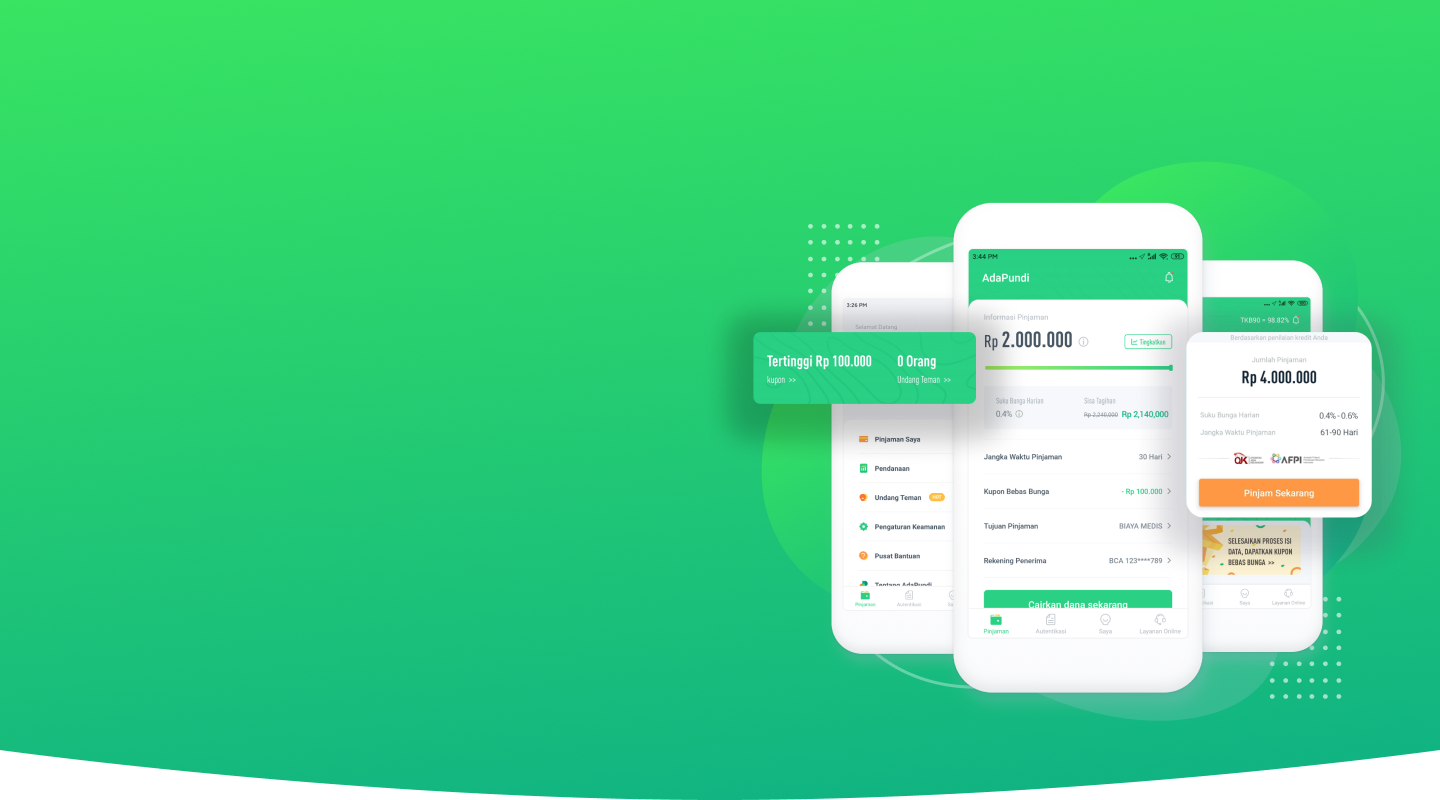 3:26 PM
Selamat Datang
Tertinggi Rp 100.000
0 Orang
kupon >>
Undang Teman >>
Pinjaman Saya
Pendanaan
Undang Teman
HOT
Pengaturan Keamanan
Pusat Bantuan
Tentang AdaPundi
Pinjaman
Autentikasi
3:44 PM
AdaPundi
Informasi Pinjaman
Rp 2.000.000
Tingkatkan
Suku Bunga Harian
Sisa Tagihan
0.4%
Rp 2,240,000 Rp 2,140,000
Jangka Waktu Pinjaman
30 Hari
Kupon Bebas Bunga
- Rp 100.000
Tujuan Pinjaman
BIAYA MEDIS
Rekening Penerima
BCA 123****789
Cairkan dana sekarang
Pinjaman
Autentikasi
Saya
Layanan Online
TKB90 = 98.82%
Berdasarkan penilaian kredit Anda
Jumlah Pinjaman
Rp 4.000.000
Suku Bunga Harian
0.4% - 0.6%
Jangka Waktu Pinjaman
61-90 Hari
OJK
AFPI
Pinjam Sekarang
SELESAIKAN PROSES ISI
DATA, DAPATKAN KUPON
BEBAS BUNGA >>
Saya
Layanan Online